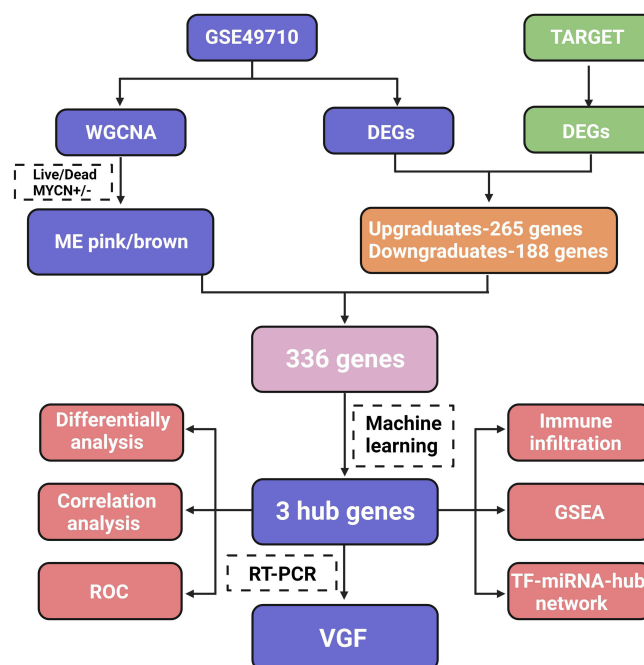 GSE49710
TARGET
WGCNA
DEGs
DEGs
Live/Dead
MYCN+/-
ME pink/brown
Upgraduates-265 genes
Downgraduates-188 genes
336 genes
Machine
learning
Differentially
analysis
Immune
infiltration
Correlation
analysis
3 hub genes
GSEA
RT-PCR
ROC
TF-miRNA-hub
network
VGF